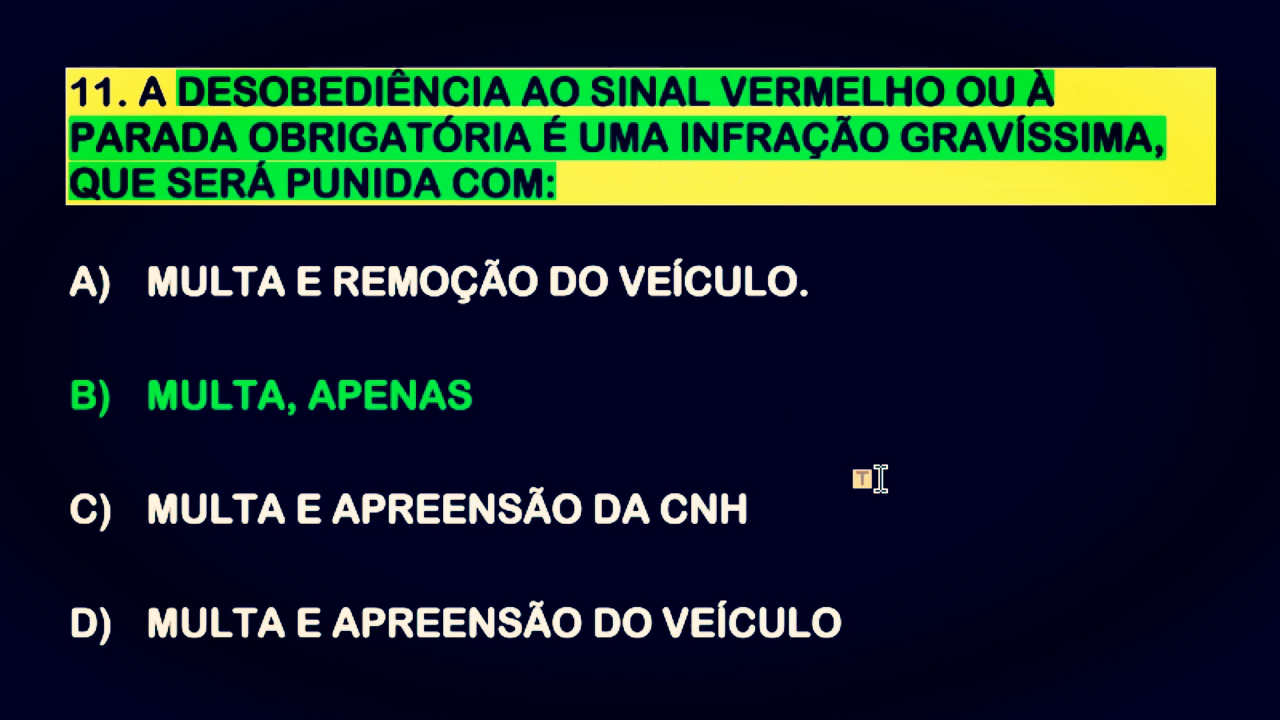 11. A DESOBEDIÊNCIA AO SINAL VERMELHO OU À
PARADA OBRIGATÓRIA É UMA INFRAÇÃO GRAVÍSSIMA,
QUE SERÁ PUNIDA COM:
A) MULTA E REMOÇÃO DO VEÍCULO.
B) MULTA, APENAS
T
C) MULTA E APREENSÃO DA CNH
D) MULTA E APREENSÃO DO VEÍCULO